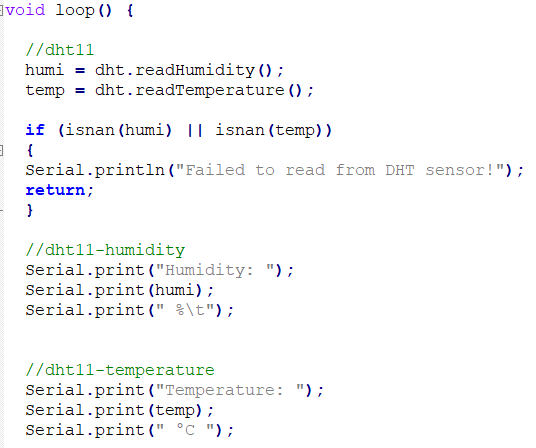 void loop() {
//dht11
humi = dht.readHumidity();
temp = dht.readTemperature();
if (isnan(humi) || isnan(temp))
{
Serial.println("Failed to read from DHT sensor!");
return;
}
//dht11-humidity
Serial.print("Humidity: ");
Serial.print(humi);
Serial.print(" %\t");
//dht11-temperature
Serial.print("Temperature: ");
Serial.print(temp);
Serial.print(" °C ");